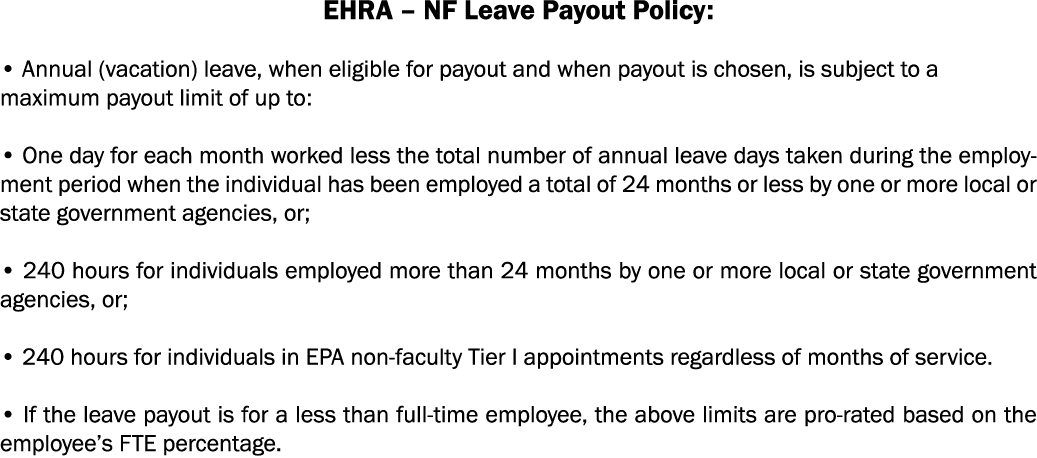 EHRA – NF Leave Payout Policy:
• Annual (vacation) leave, when eligible for payout and when payout is chosen, is subject to a
maximum payout limit of up to:
• One day for each month worked less the total number of annual leave days taken during the employ-
ment period when the individual has been employed a total of 24 months or less by one or more local or
state government agencies, or;
• 240 hours for individuals employed more than 24 months by one or more local or state government
agencies, or;
• 240 hours for individuals in EPA non-faculty Tier I appointments regardless of months of service.
• If the leave payout is for a less than full-time employee, the above limits are pro-rated based on the
employee’s FTE percentage.